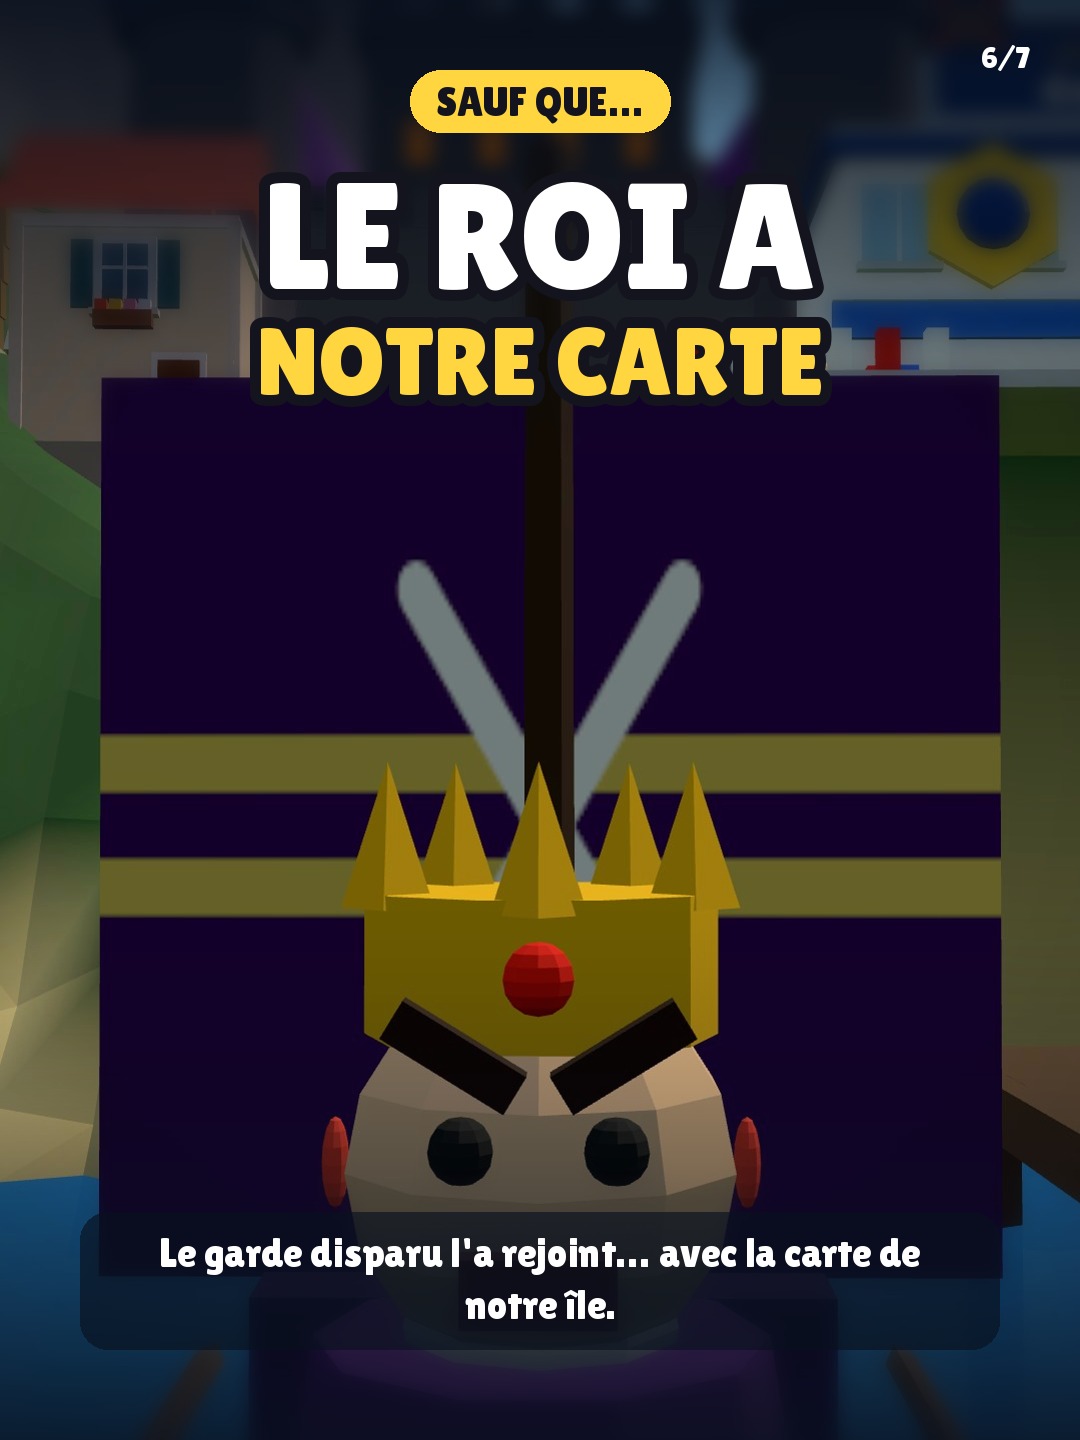 6/7
SAUF QUE...
LE ROI A
NOTRE CARTE
Le garde disparu l'a rejoint... avec la carte de
notre île.